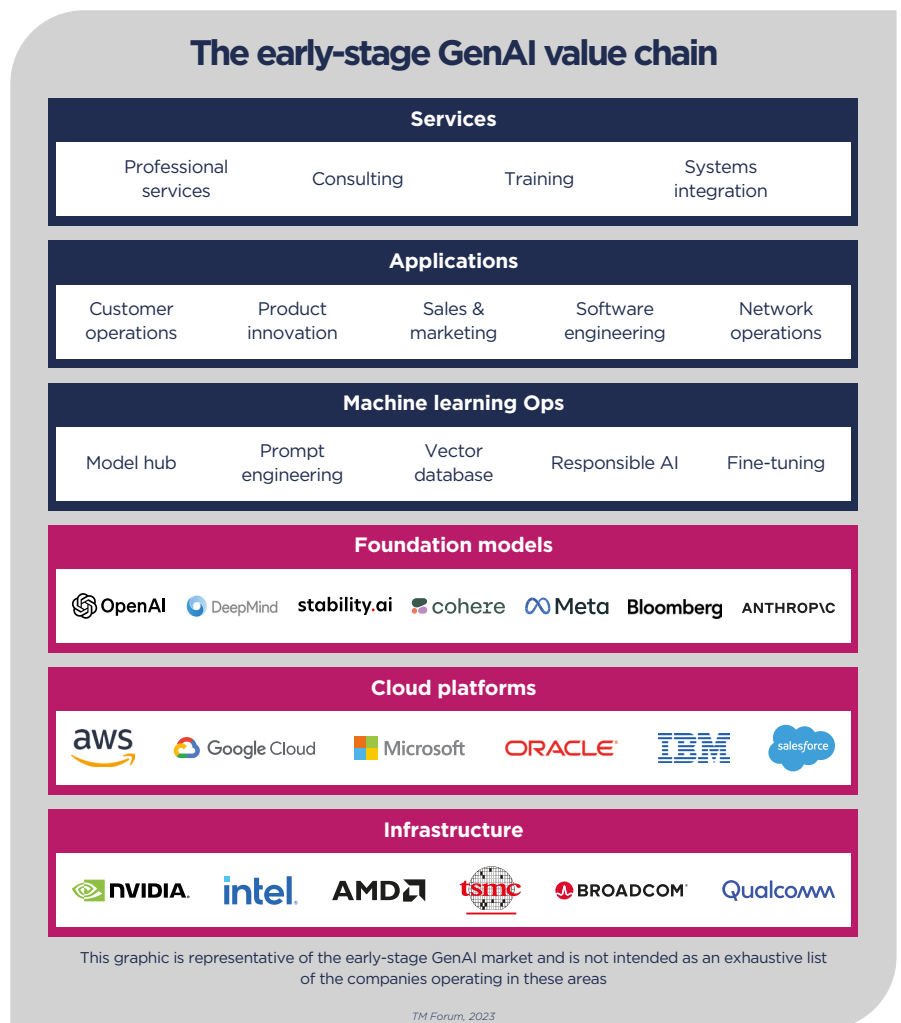 The early-stage GenAI value chain
Services
Professional services
Consulting
Training
Systems integration
Applications
Customer operations
Product innovation
Sales & marketing
Software engineering
Network operations
Machine learning Ops
Model hub
Prompt engineering
Vector database
Responsible AI
Fine-tuning
Foundation models
OpenAI
DeepMind
stability.ai
cohere
Meta
Bloomberg
ANTHROP\C
Cloud platforms
aws
Google Cloud
Microsoft
ORACLE®
IBM
salesforce
Infrastructure
NVIDIA.
intel®
AMD
tsmc
BROADCOM®
Qualcomm
This graphic is representative of the early-stage GenAI market and is not intended as an exhaustive list
of the companies operating in these areas
TM Forum, 2023